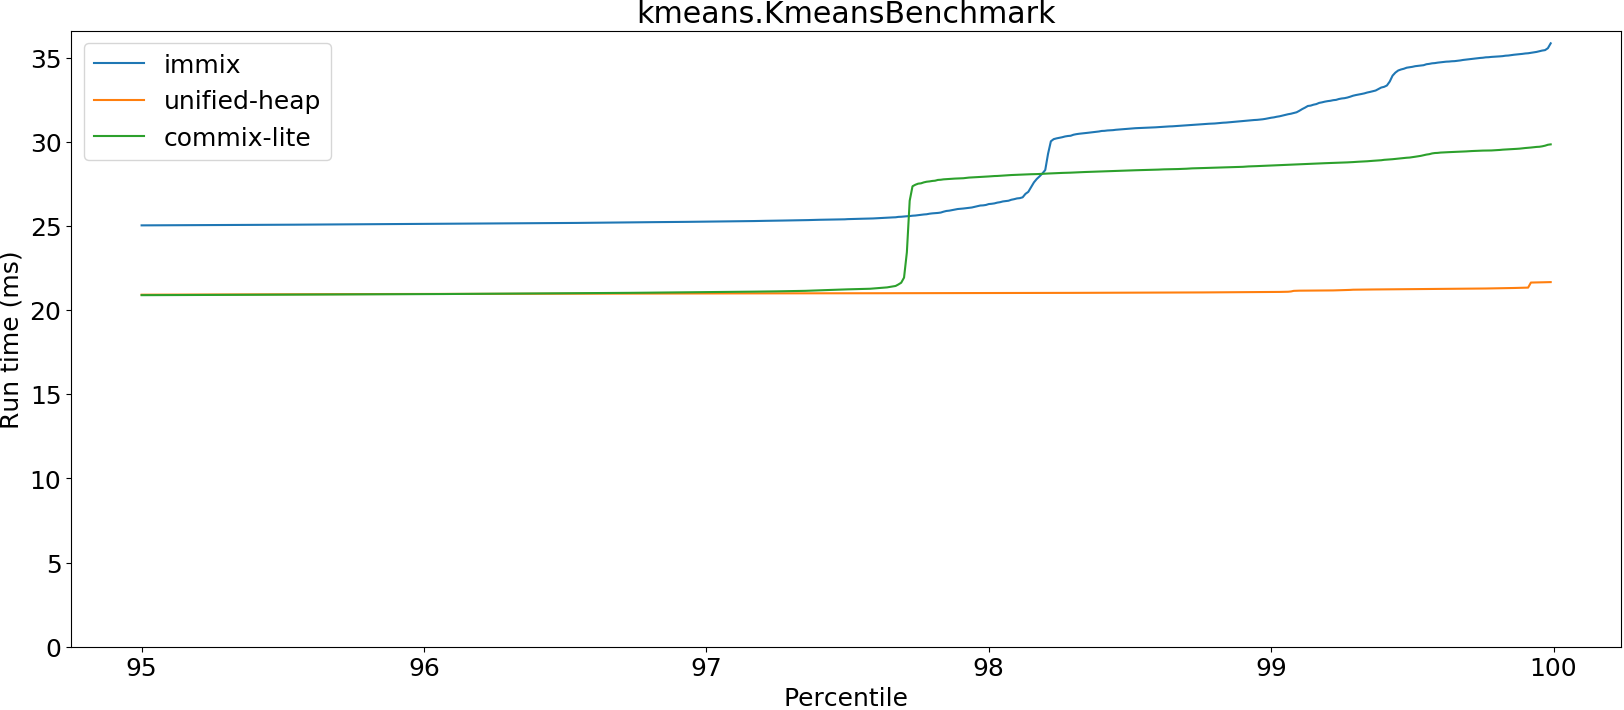 kmeans.KmeansBenchmark
immix
unified-heap
commix-lite
Run time (ms)
35
30
25
20
15
10
5
0
95 96 97 98 99 100
Percentile